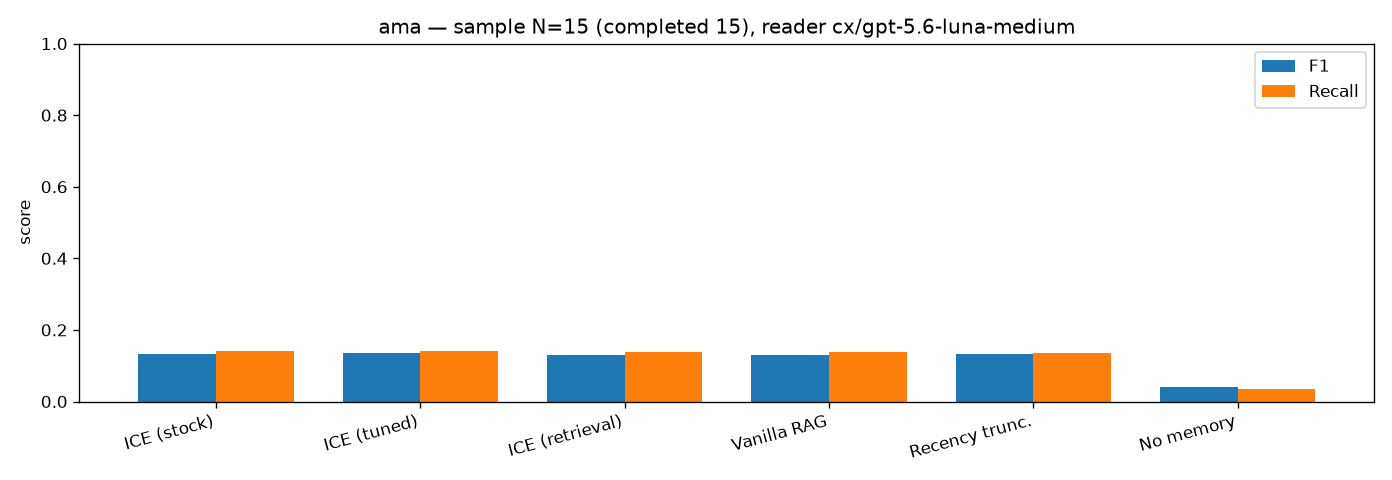 ama — sample N=15 (completed 15), reader cx/gpt-5.6-luna-medium
F1
Recall
score
1.0
0.8
0.6
0.4
0.2
0.0
ICE (stock)
ICE (tuned)
ICE (retrieval)
Vanilla RAG
Recency trunc.
No memory